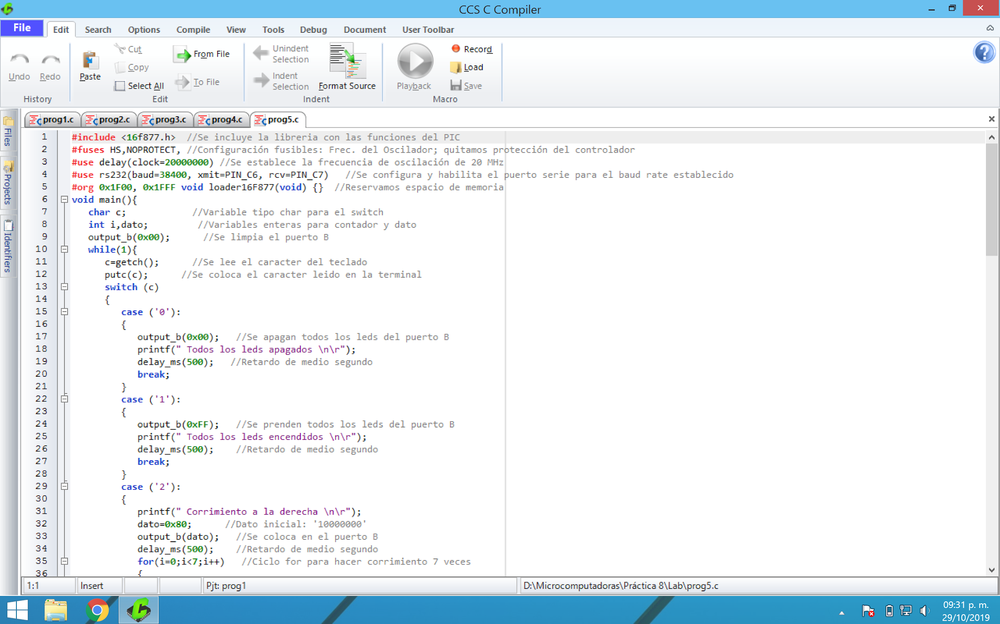 CCS C Compiler
File Edit Search Options Compile View Tools Debug Document User Toolbar
Undo Redo Paste Cut Copy Select All From File To File Unindent Selection Indent Selection Format Source Playback Record Load Save
History Edit Indent Macro
Files
Projects
Identifiers
prog1.c prog2.c prog3.c prog4.c prog5.c
1 #include <16f877.h> //Se incluye la libreria con las funciones del PIC
2 #fuses HS,NOPROTECT, //Configuración fusibles: Frec. del Oscilador; quitamos protección del controlador
3 #use delay(clock=20000000) //Se establece la frecuencia de oscilación de 20 MHz
4 #use rs232(baud=38400, xmit=PIN_C6, rcv=PIN_C7) //Se configura y habilita el puerto serie para el baud rate establecido
5 #org 0x1F00, 0x1FFF void loader16F877(void) {} //Reservamos espacio de memoria
6 void main(){
7 char c; //Variable tipo char para el switch
8 int i,dato; //Variables enteras para contador y dato
9 output_b(0x00); //Se limpia el puerto B
10 while(1){
11 c=getch(); //Se lee el caracter del teclado
12 putc(c); //Se coloca el caracter leido en la terminal
13 switch (c)
14 {
15 case ('0'):
16 {
17 output_b(0x00); //Se apagan todos los leds del puerto B
18 printf(" Todos los leds apagados \n\r");
19 delay_ms(500); //Retardo de medio segundo
20 break;
21 }
22 case ('1'):
23 {
24 output_b(0xFF); //Se prenden todos los leds del puerto B
25 printf(" Todos los leds encendidos \n\r");
26 delay_ms(500); //Retardo de medio segundo
27 break;
28 }
29 case ('2'):
30 {
31 printf(" Corrimiento a la derecha \n\r");
32 dato=0x80; //Dato inicial: '10000000'
33 output_b(dato); //Se coloca en el puerto B
34 delay_ms(500); //Retardo de medio segundo
35 for(i=0;i<7;i++) //Ciclo for para hacer corrimiento 7 veces
36 {
1:1 Insert Pjt: prog1 D:\Microcomputadoras\Práctica 8\Lab\prog5.c
09:31 p. m.
29/10/2019